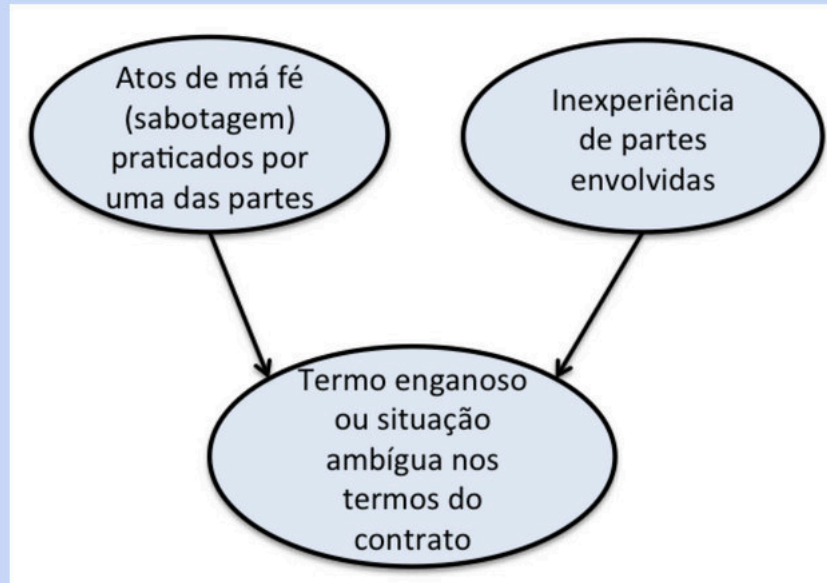 Atos de má fé
(sabotagem)
praticados por
uma das partes
Inexperiência
de partes
envolvidas
Termo enganoso
ou situação
ambígua nos
termos do
contrato